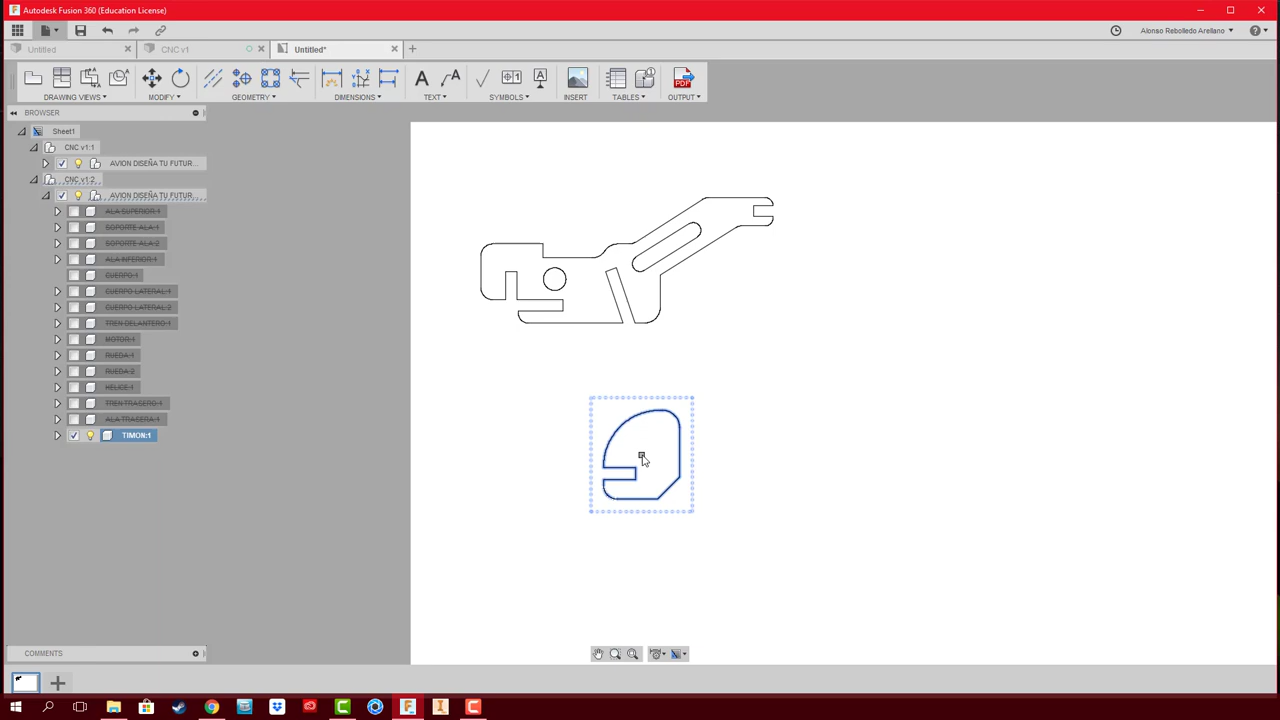 Autodesk Fusion 360 (Education License)
Alonso Rebolledo Arellano
Untitled
CNC v1
Untitled*
DRAWING VIEWS
MODIFY
GEOMETRY
DIMENSIONS
TEXT
SYMBOLS
INSERT
TABLES
PDF
OUTPUT
BROWSER
Sheet1
CNC v1:1
AVION DISEÑA TU FUTUR...
CNC v1:2
AVION DISEÑA TU FUTUR...
ALA SUPERIOR:1
SOPORTE ALA:1
SOPORTE ALA:2
ALA INFERIOR:1
CUERPO:1
CUERPO LATERAL:1
CUERPO LATERAL:2
TREN DELANTERO:1
MOTOR:1
RUEDA:1
RUEDA:2
HELICE:1
TREN TRASERO:1
ALA TRASERA:1
TIMON:1
COMMENTS